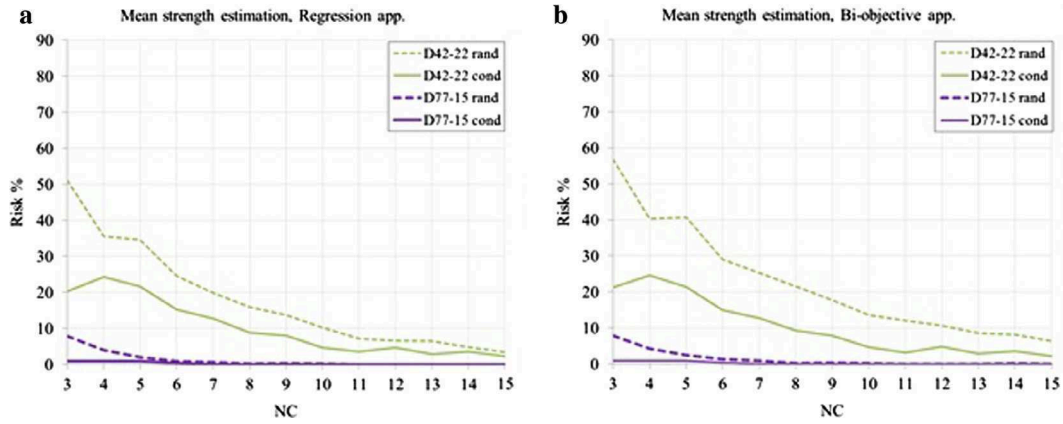 a
Mean strength estimation, Regression app.
90
80
70
60
50
40
30
20
10
0
Risk %
D42-22 rand
D42-22 cond
D77-15 rand
D77-15 cond
3 4 5 6 7 8 9 10 11 12 13 14 15
NC
b
Mean strength estimation, Bi-objective app.
90
80
70
60
50
40
30
20
10
0
Risk %
D42-22 rand
D42-22 cond
D77-15 rand
D77-15 cond
3 4 5 6 7 8 9 10 11 12 13 14 15
NC